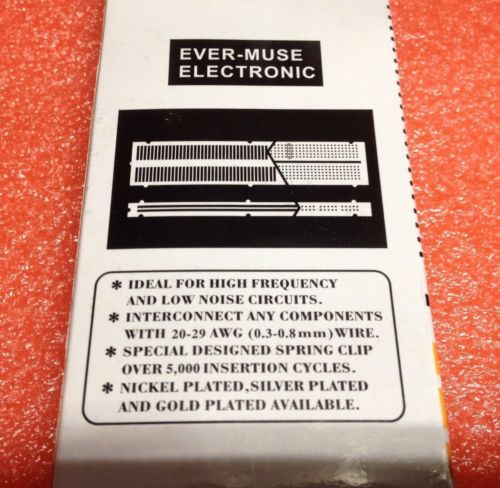 EVER-MUSE
ELECTRONIC
* IDEAL FOR HIGH FREQUENCY
AND LOW NOISE CIRCUITS.
* INTERCONNECT ANY COMPONENTS
WITH 20-29 AWG (0.3-0.8mm) WIRE.
* SPECIAL DESIGNED SPRING CLIP
OVER 5,000 INSERTION CYCLES.
* NICKEL PLATED,SILVER PLATED
AND GOLD PLATED AVAILABLE.